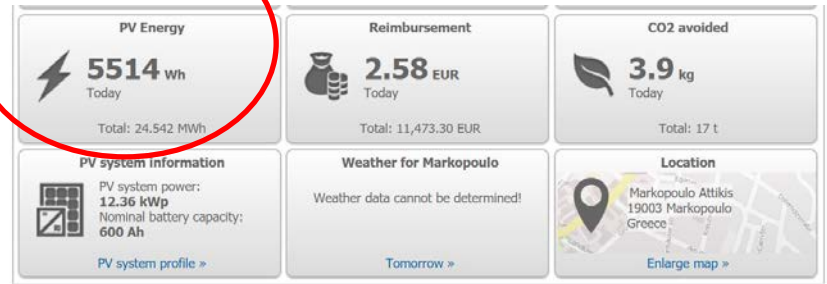 PV Energy
5514 Wh
Today
Total: 24.542 MWh
Reimbursement
2.58 EUR
Today
Total: 11,473.30 EUR
CO2 avoided
3.9 kg
Today
Total: 17 t
PV system information
PV system power:
12.36 kWp
Nominal battery capacity:
600 Ah
PV system profile »
Weather for Markopoulo
Weather data cannot be determined!
Tomorrow »
Location
Markopoulo Attikis
19003 Markopoulo
Greece
Enlarge map »